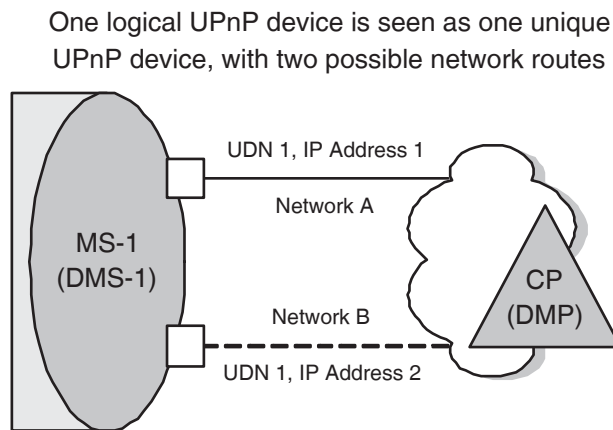 One logical UPnP device is seen as one unique
UPnP device, with two possible network routes
UDN 1, IP Address 1
Network A
MS-1
(DMS-1)
CP
(DMP)
Network B
UDN 1, IP Address 2